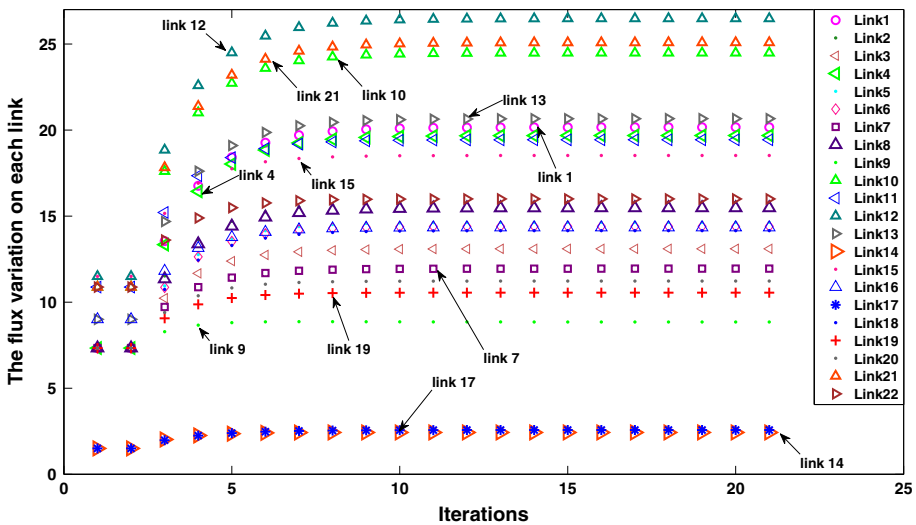 The flux variation on each link
25
20
15
10
5
0
0
5
10
15
20
25
Iterations
link 12
link 21
link 10
link 13
link 4
link 15
link 1
link 9
link 19
link 7
link 17
link 14
Link1
Link2
Link3
Link4
Link5
Link6
Link7
Link8
Link9
Link10
Link11
Link12
Link13
Link14
Link15
Link16
Link17
Link18
Link19
Link20
Link21
Link22